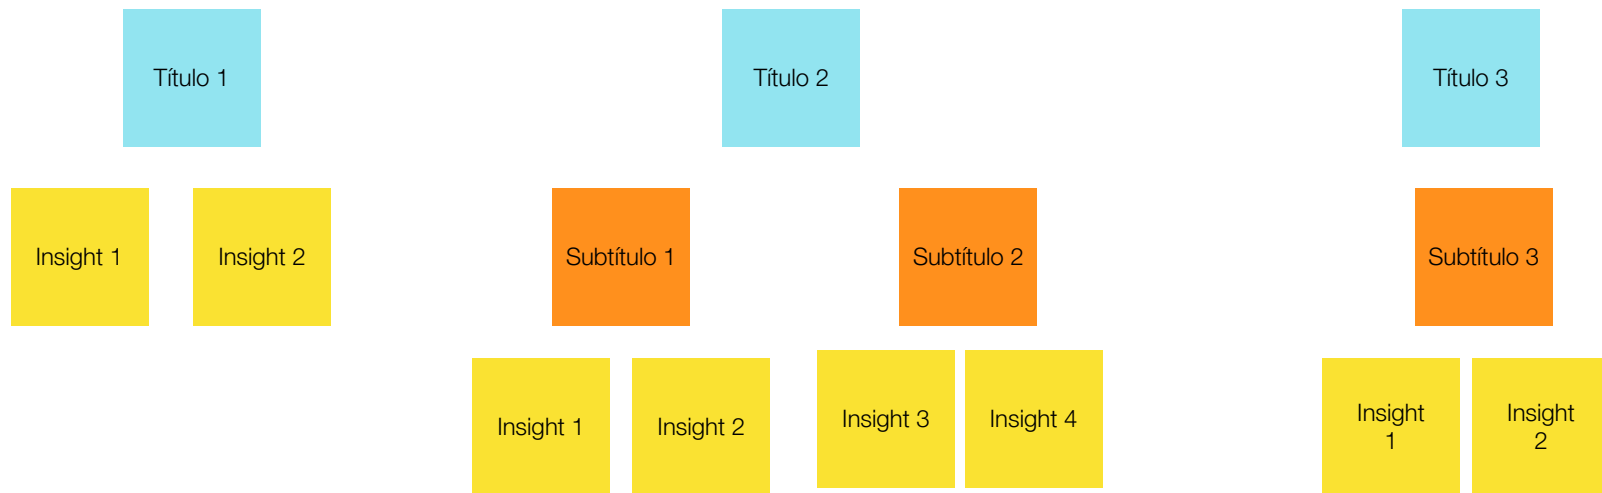 Título 1
Título 2
Título 3
Insight 1
Insight 2
Subtítulo 1
Subtítulo 2
Subtítulo 3
Insight 1
Insight 2
Insight 3
Insight 4
Insight
1
Insight
2